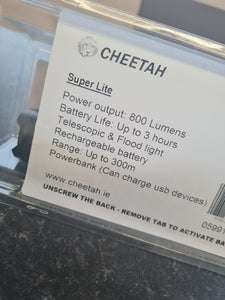 CHEETAH
Super Lite
Power output: 800 Lumens
Battery Life: Up to 3 hours
Telescopic & Flood light
Rechargeable battery
Range: Up to 300m
Powerbank (Can charge usb devices)
www.cheetah.ie
UNSCREW THE BACK - REMOVE TAB TO ACTIVATE BA
0599